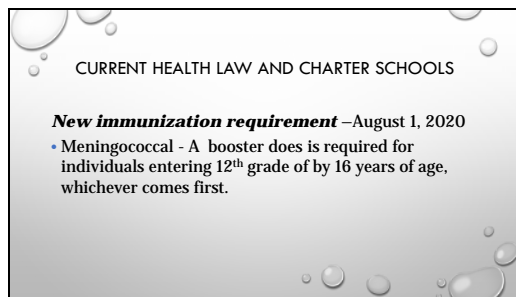 CURRENT HEALTH LAW AND CHARTER SCHOOLS
New immunization requirement –August 1, 2020
• Meningococcal - A booster does is required for
individuals entering 12th grade of by 16 years of age,
whichever comes first.